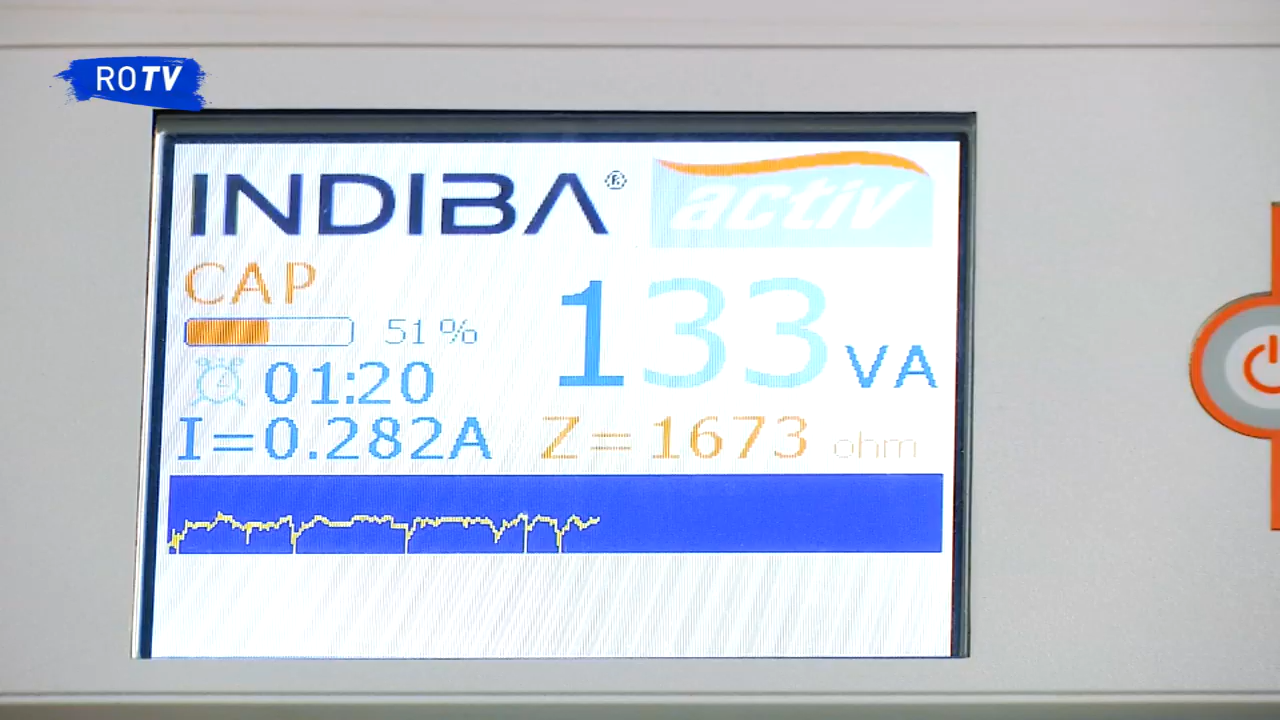 ROTV
INDIBA® activ
CAP
51%
133 VA
01:20
I=0.282A Z=1673 ohm